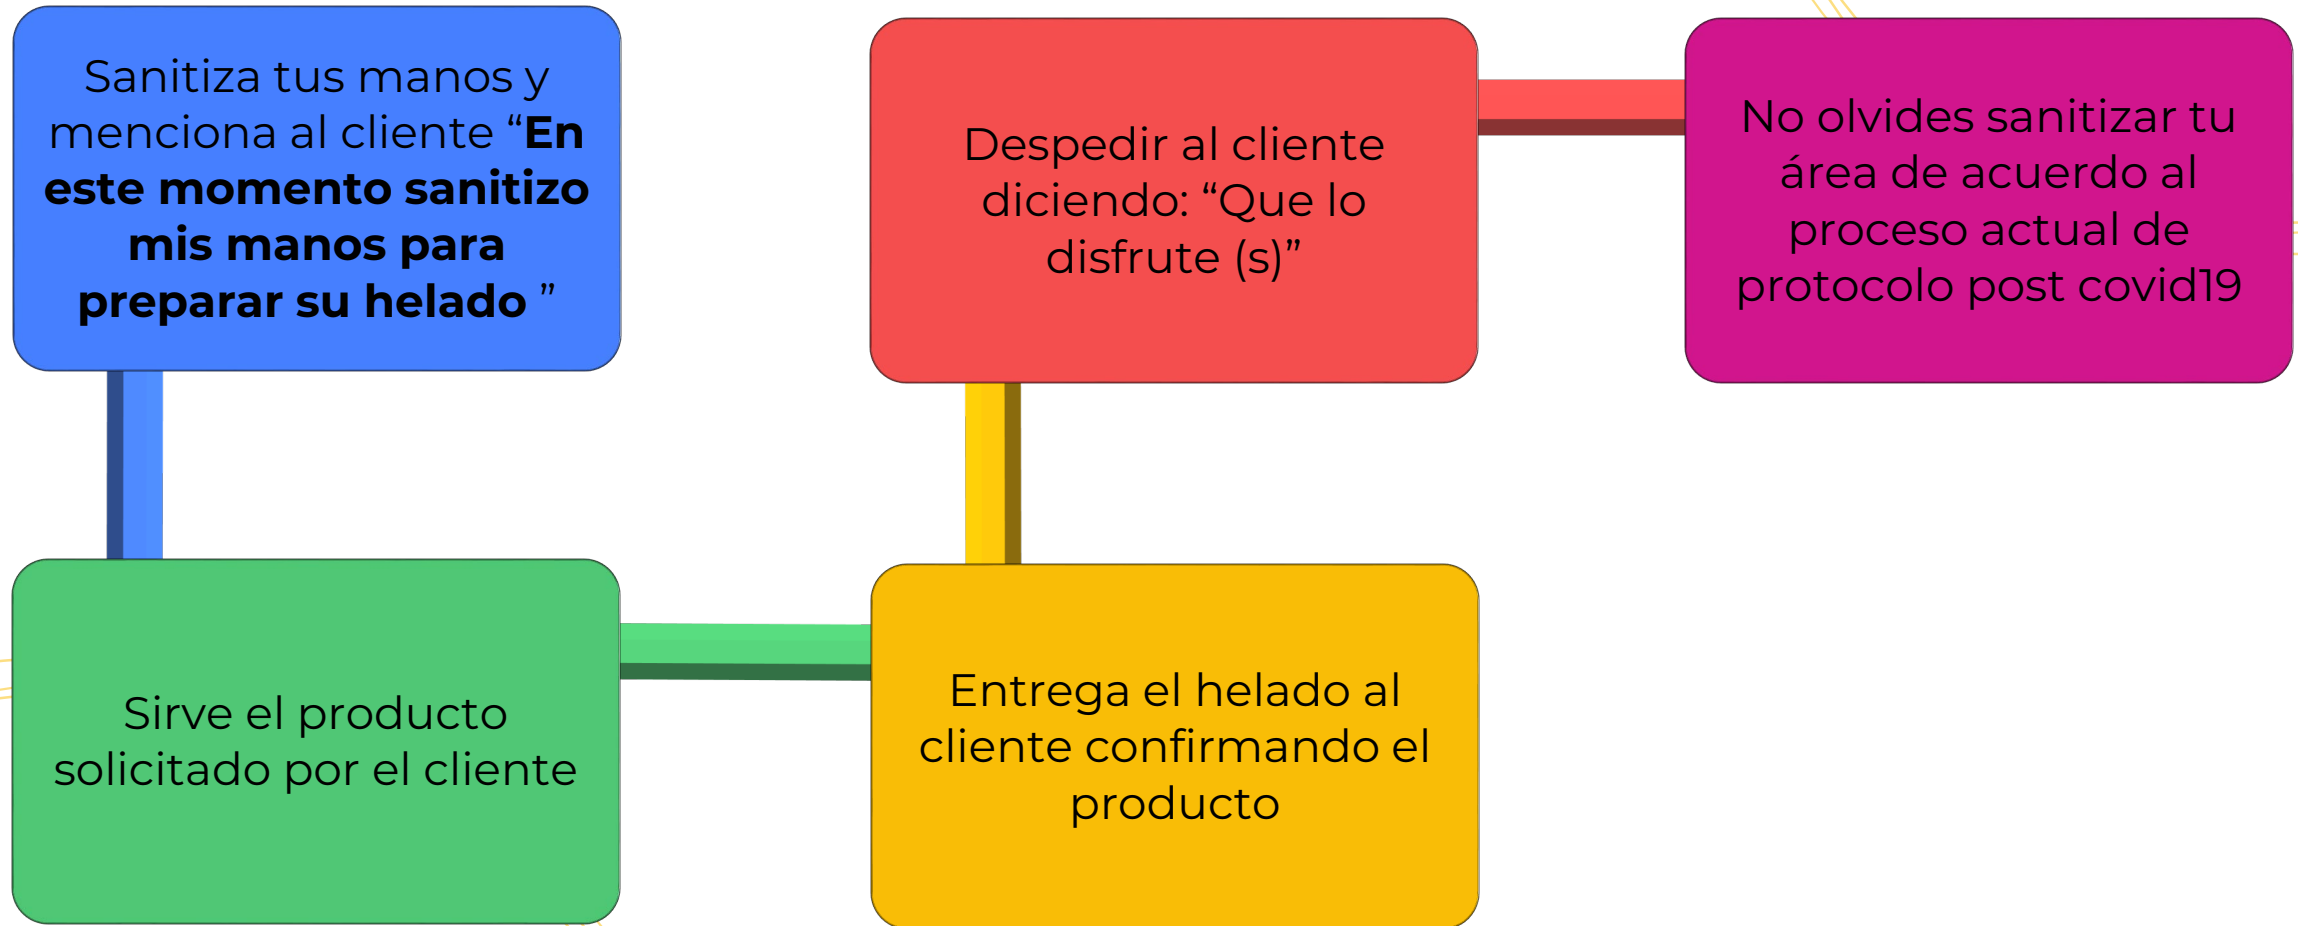 Sanitiza tus manos y
menciona al cliente “En
este momento sanitizo
mis manos para
preparar su helado ”
Sirve el producto
solicitado por el cliente
Entrega el helado al
cliente confirmando el
producto
Despedir al cliente
diciendo: “Que lo
disfrute (s)”
No olvides sanitizar tu
área de acuerdo al
proceso actual de
protocolo post covid19